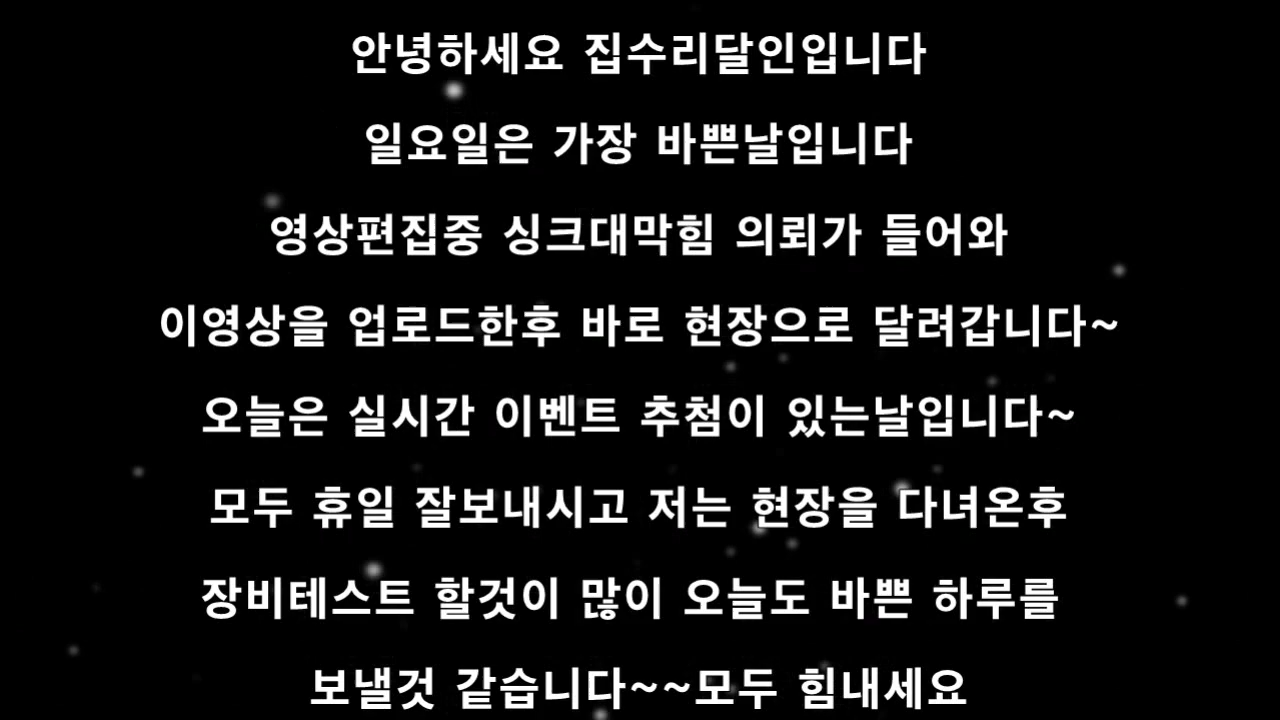 안녕하세요 집수리달인입니다
일요일은 가장 바쁜날입니다
영상편집중 싱크대막힘 의뢰가 들어와
이영상을 업로드한후 바로 현장으로 달려갑니다~
오늘은 실시간 이벤트 추첨이 있는날입니다~
모두 휴일 잘보내시고 저는 현장을 다녀온후
장비테스트 할것이 많이 오늘도 바쁜 하루를
보낼것 같습니다~~모두 힘내세요